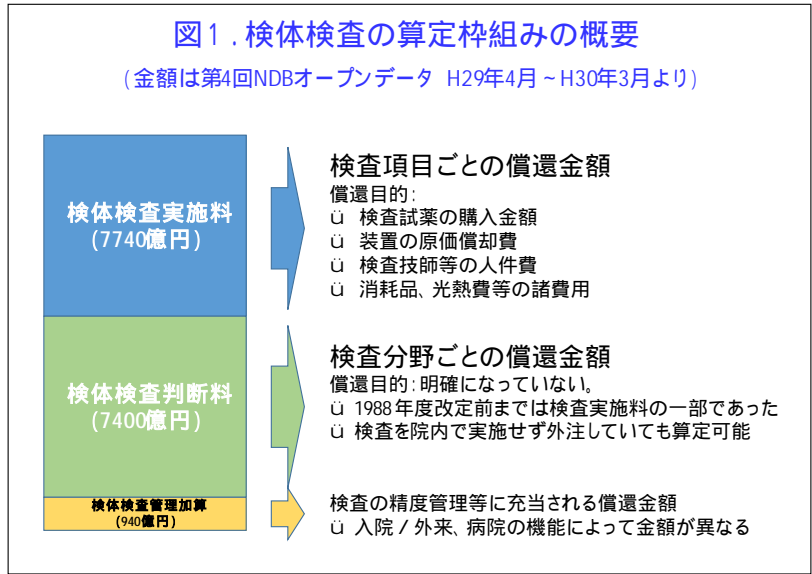 図1．検体検査の算定枠組みの概要
(金額は第4回NDBオープンデータ H29年4月～H30年3月より)
検体検査実施料
(7740億円)
検査項目ごとの償還金額
償還目的:
ü 検査試薬の購入金額
ü 装置の原価償却費
ü 検査技師等の人件費
ü 消耗品、光熱費等の諸費用
検体検査判断料
(7400億円)
検査分野ごとの償還金額
償還目的:明確になっていない。
ü 1988年度改定前までは検査実施料の一部であった
ü 検査を院内で実施せず外注していても算定可能
検体検査管理加算
(940億円)
検査の精度管理等に充当される償還金額
ü 入院/外来、病院の機能によって金額が異なる